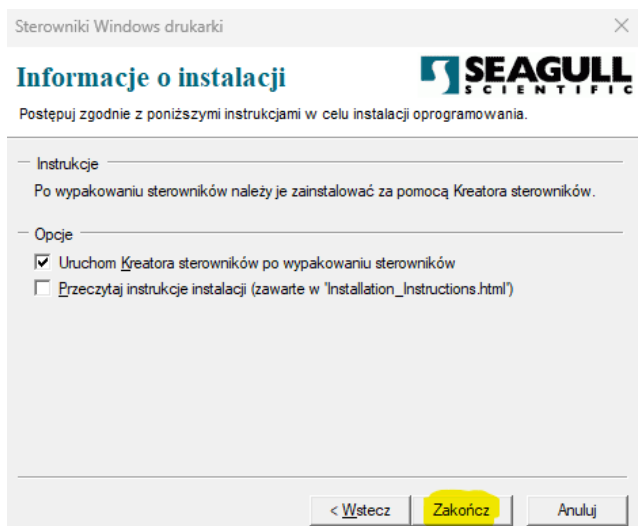 Sterowniki Windows drukarki
Informacje o instalacji
SEAGULL
SCIENTIFIC
Postępuj zgodnie z poniższymi instrukcjami w celu instalacji oprogramowania.
Instrukcje
Po wypakowaniu sterowników należy je zainstalować za pomocą Kreatora sterowników.
Opcje
Uruchom Kreatora sterowników po wypakowaniu sterowników
Przeczytaj instrukcje instalacji (zawarte w 'Installation_Instructions.html')
< Wstecz
Zakończ
Anuluj